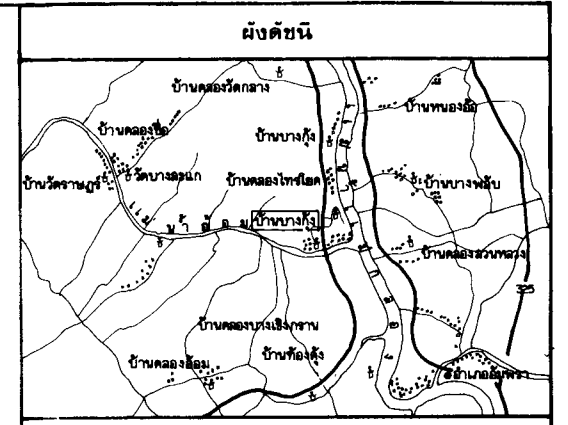 ผังดัชนี
บ้านคลองวัดกลาง
บ้านหนองอ้อ
บ้านคลองซื่อ
บ้านบางกุ้ง
วัดบางสะแก
บ้านวัดราษฎร์
บ้านคลองไทรโยค
บ้านบางพลับ
แม่น้ำอ้อม
บ้านบางกุ้ง
บ้านคลองสวนหลวง
325
บ้านคลองบางเชิงกราน
บ้านท้องคุ้ง
บ้านคลองอ้อม
อำเภออัมพวา